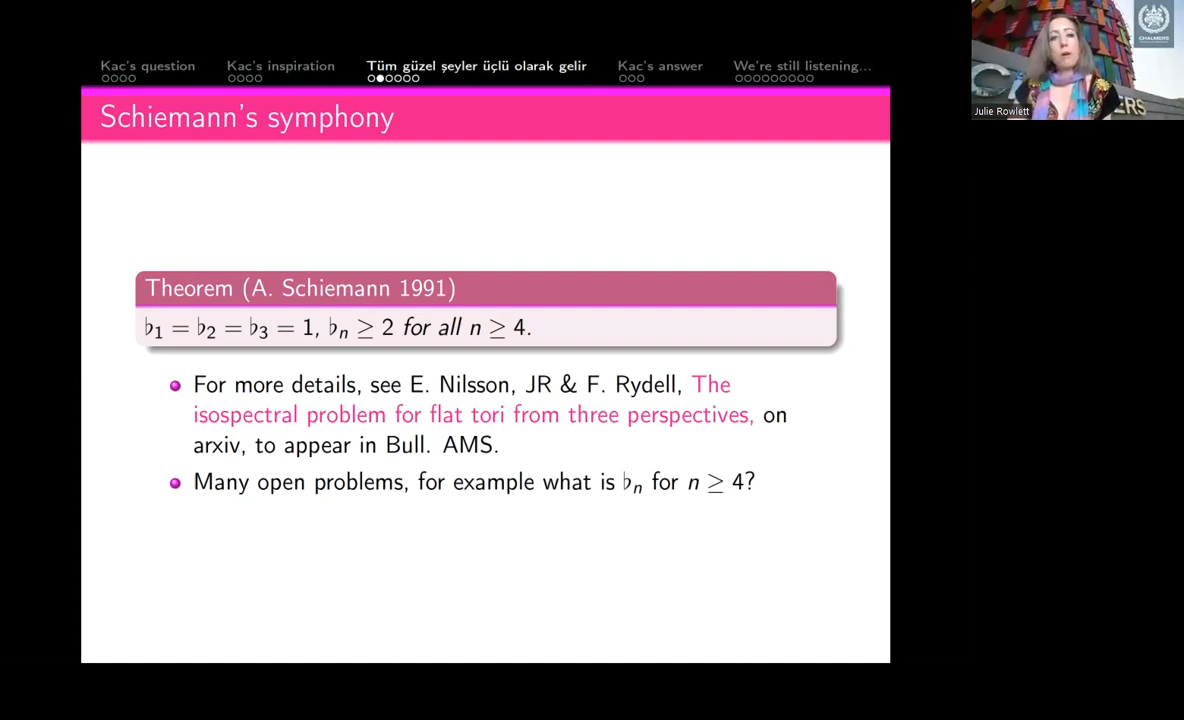 Kac's question
Kac's inspiration
Tüm güzel şeyler üçlü olarak gelir
Kac's answer
We're still listening...
Schiemann's symphony
Theorem (A. Schiemann 1991)
♭₁ = ♭₂ = ♭₃ = 1, ♭ₙ ≥ 2 for all n ≥ 4.
For more details, see E. Nilsson, JR & F. Rydell, The
isospectral problem for flat tori from three perspectives, on
arxiv, to appear in Bull. AMS.
Many open problems, for example what is ♭ₙ for n ≥ 4?
CHALMERS
C
ERS
Julie Rowlett